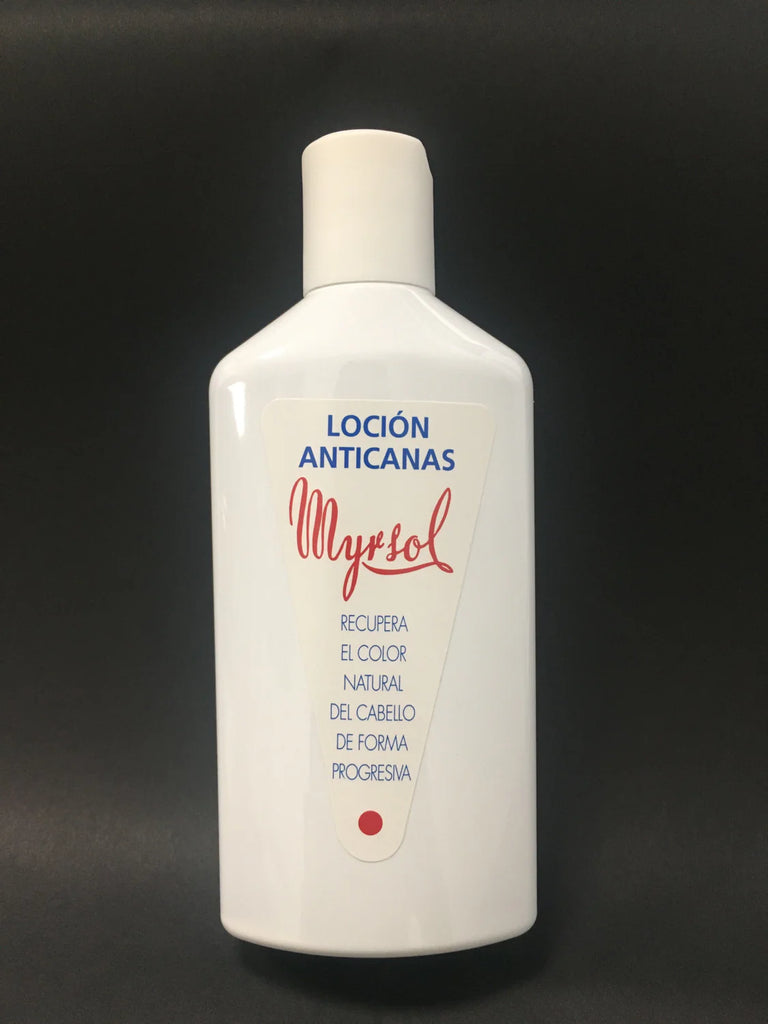 LOCIÓN
ANTICANAS
Myrsol
RECUPERA
EL COLOR
NATURAL
DEL CABELLO
DE FORMA
PROGRESIVA